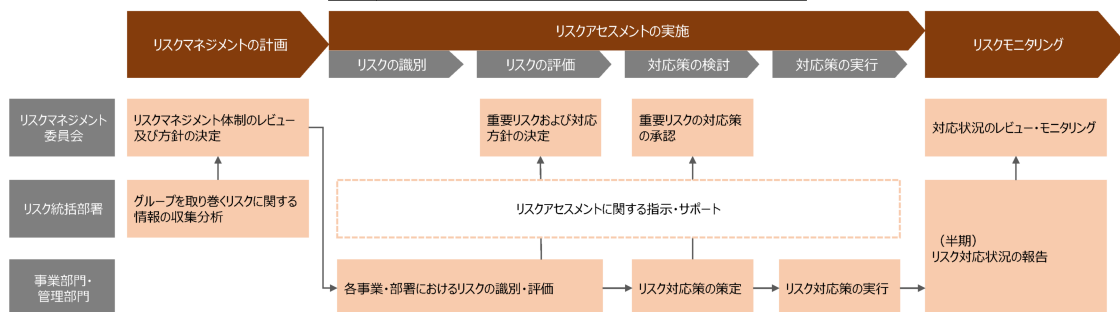 リスクマネジメントの計画
リスクアセスメントの実施
リスクモニタリング
リスクの識別
リスクの評価
対応策の検討
対応策の実行
リスクマネジメント
委員会
リスクマネジメント体制のレビュー
及び方針の決定
重要リスクおよび対応
方針の決定
重要リスクの対応策
の承認
対応状況のレビュー・モニタリング
リスク統括部署
グループを取り巻くリスクに関する
情報の収集分析
リスクアセスメントに関する指示・サポート
(半期)
リスク対応状況の報告
事業部門・
管理部門
各事業・部署におけるリスクの識別・評価
リスク対応策の策定
リスク対応策の実行